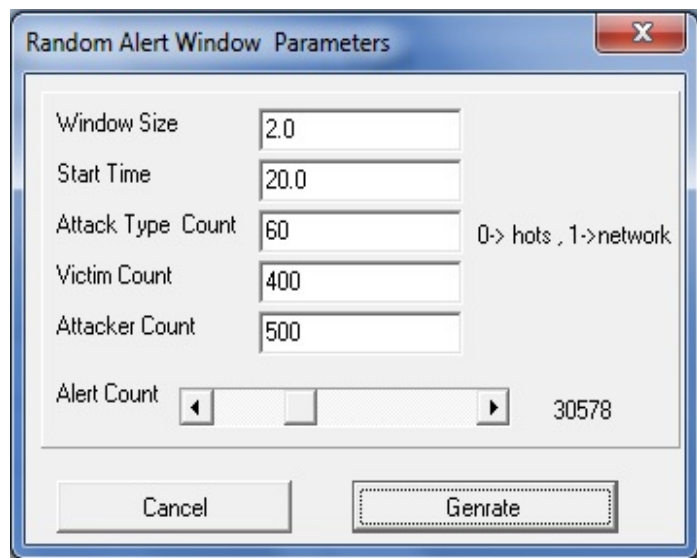 Random Alert Window Parameters
X
Window Size 2.0
Start Time 20.0
Attack Type Count 60 0-> hots , 1->network
Victim Count 400
Attacker Count 500
Alert Count 30578
Cancel Genrate